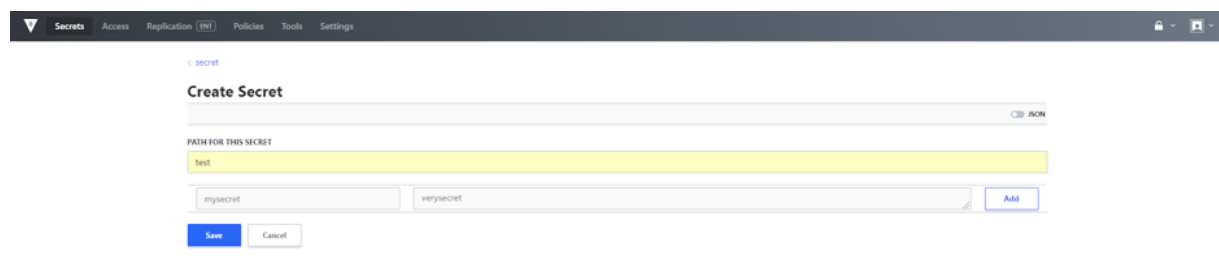 Secrets Access Replication ENT Policies Tools Settings
< secret
Create Secret
JSON
PATH FOR THIS SECRET
test
mysecret verysecret Add
Save Cancel